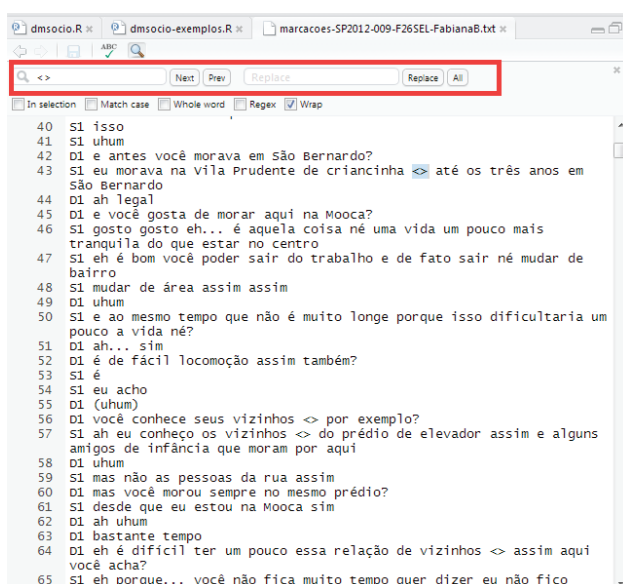 dmsocio.R × dmsocio-exemplos.R × marcacoes-SP2012-009-F26SEL-FabianaB.txt ×
ABC
<> Next Prev Replace Replace All
In selection Match case Whole word Regex Wrap
40 S1 isso
41 S1 uhum
42 D1 e antes você morava em São Bernardo?
43 S1 eu morava na Vila Prudente de criancinha <> até os três anos em
São Bernardo
44 D1 ah legal
45 D1 e você gosta de morar aqui na Mooca?
46 S1 gosto gosto eh... é aquela coisa né uma vida um pouco mais
tranquila do que estar no centro
47 S1 eh é bom você poder sair do trabalho e de fato sair né mudar de
bairro
48 S1 mudar de área assim assim
49 D1 uhum
50 S1 e ao mesmo tempo que não é muito longe porque isso dificultaria um
pouco a vida né?
51 D1 ah... sim
52 D1 é de fácil locomoção assim também?
53 S1 é
54 S1 eu acho
55 D1 (uhum)
56 D1 você conhece seus vizinhos <> por exemplo?
57 S1 ah eu conheço os vizinhos <> do prédio de elevador assim e alguns
amigos de infância que moram por aqui
58 D1 uhum
59 S1 mas não as pessoas da rua assim
60 D1 mas você morou sempre no mesmo prédio?
61 S1 desde que eu estou na Mooca sim
62 D1 ah uhum
63 D1 bastante tempo
64 D1 eh é difícil ter um pouco essa relação de vizinhos <> assim aqui
você acha?
65 S1 eh porque... você não fica muito tempo quer dizer eu não fico